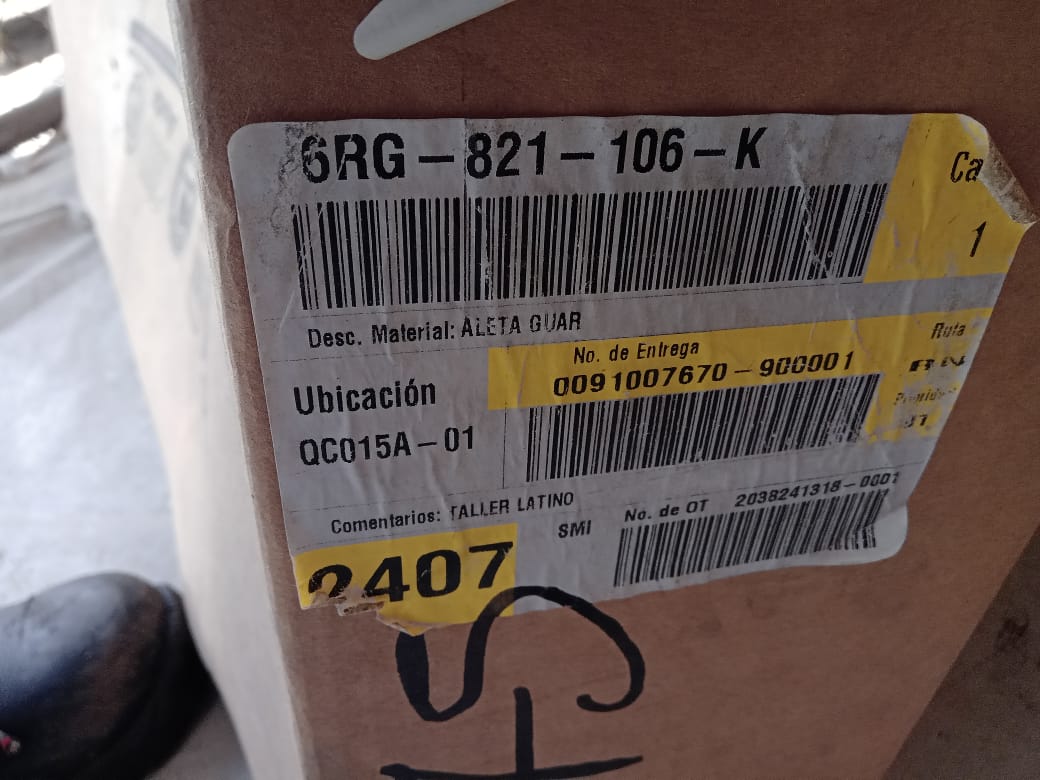 6RG-821-106-K
Ca
1
Desc. Material: ALETA GUAR
No. de Entrega
0091007670-900001
Ruta
Ubicación
QC015A-01
Comentarios: TALLER LATINO
SMI
No. de OT 2038241318-0001
2407